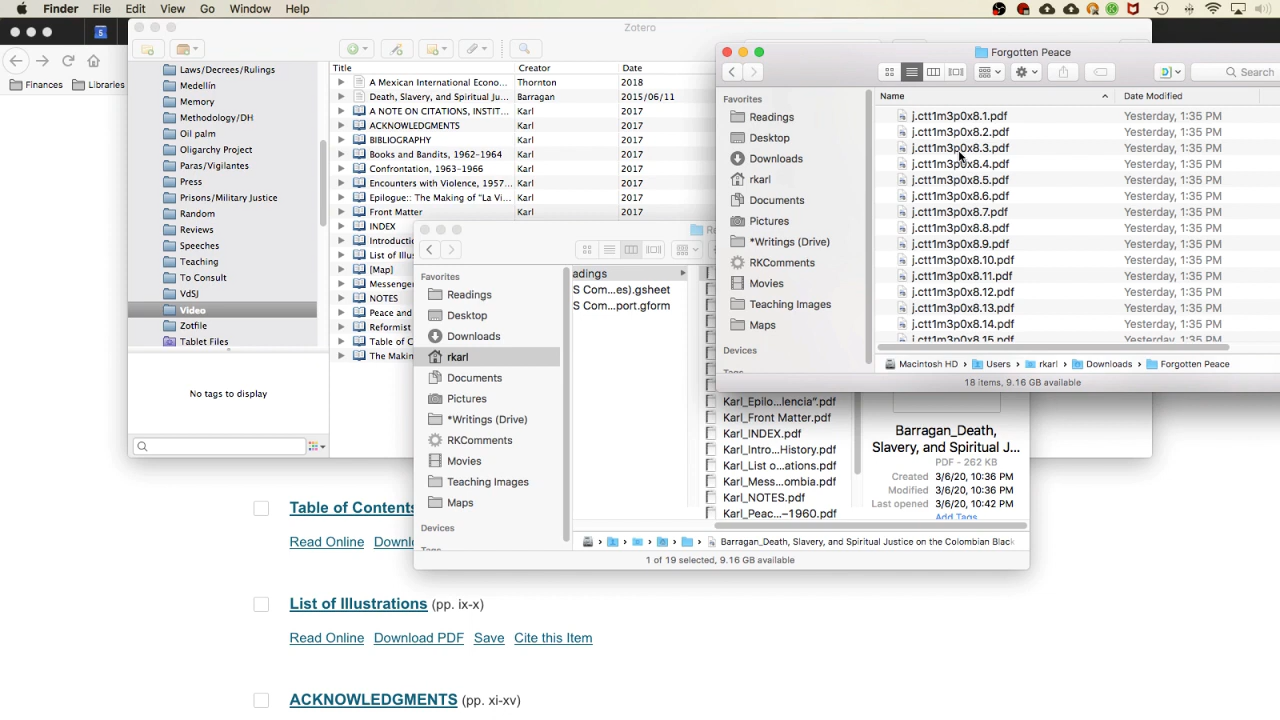 Finder File Edit View Go Window Help
Zotero
5
Finances Libraries
Laws/Decrees/Rulings
Medellín
Memory
Methodology/DH
Oil palm
Oligarchy Project
Paras/Vigilantes
Press
Prisons/Military Justice
Random
Reviews
Speeches
Teaching
To Consult
VdSJ
Video
Zotfile
Tablet Files
No tags to display
Title Creator Date
A Mexican International Econo... Thornton 2018
Death, Slavery, and Spiritual Ju... Barragan 2015/06/11
A NOTE ON CITATIONS, INSTIT... Karl 2017
ACKNOWLEDGMENTS Karl 2017
BIBLIOGRAPHY Karl 2017
Books and Bandits, 1962–1964 Karl 2017
Confrontation, 1963–1966 Karl 2017
Encounters with Violence, 1957... Karl 2017
Epilogue:: The Making of "La Vi... Karl 2017
Front Matter Karl 2017
INDEX
Introductio
List of Illus
[Map]
Messenger
NOTES
Peace and
Reformist
Table of C
The Makin
Re
Favorites
Readings
Desktop
Downloads
rkarl
Documents
Pictures
*Writings (Drive)
RKComments
Movies
Teaching Images
Maps
Devices
Tags
adings
S Com...es).gsheet
S Com...port.gform
Karl_Epilo...lencia”.pdf
Karl_Front Matter.pdf
Karl_INDEX.pdf
Karl_Intro...History.pdf
Karl_List o...ations.pdf
Karl_Mess...ombia.pdf
Karl_NOTES.pdf
Karl_Peac...–1960.pdf
Barragan_Death,
Slavery, and Spiritual J...
PDF - 262 KB
Created 3/6/20, 10:36 PM
Modified 3/6/20, 10:36 PM
Last opened 3/6/20, 10:42 PM
Add Tags
Barragan_Death, Slavery, and Spiritual Justice on the Colombian Black
1 of 19 selected, 9.16 GB available
Forgotten Peace
Search
Favorites
Readings
Desktop
Downloads
rkarl
Documents
Pictures
*Writings (Drive)
RKComments
Movies
Teaching Images
Maps
Devices
Tags
Name Date Modified
j.ctt1m3p0x8.1.pdf Yesterday, 1:35 PM
j.ctt1m3p0x8.2.pdf Yesterday, 1:35 PM
j.ctt1m3p0x8.3.pdf Yesterday, 1:35 PM
j.ctt1m3p0x8.4.pdf Yesterday, 1:35 PM
j.ctt1m3p0x8.5.pdf Yesterday, 1:35 PM
j.ctt1m3p0x8.6.pdf Yesterday, 1:35 PM
j.ctt1m3p0x8.7.pdf Yesterday, 1:35 PM
j.ctt1m3p0x8.8.pdf Yesterday, 1:35 PM
j.ctt1m3p0x8.9.pdf Yesterday, 1:35 PM
j.ctt1m3p0x8.10.pdf Yesterday, 1:35 PM
j.ctt1m3p0x8.11.pdf Yesterday, 1:35 PM
j.ctt1m3p0x8.12.pdf Yesterday, 1:35 PM
j.ctt1m3p0x8.13.pdf Yesterday, 1:35 PM
j.ctt1m3p0x8.14.pdf Yesterday, 1:35 PM
j.ctt1m3p0x8.15.pdf Yesterday, 1:35 PM
Macintosh HD Users rkarl Downloads Forgotten Peace
18 items, 9.16 GB available
Table of Contents
Read Online Downlo
List of Illustrations (pp. ix-x)
Read Online Download PDF Save Cite this Item
ACKNOWLEDGMENTS (pp. xi-xv)